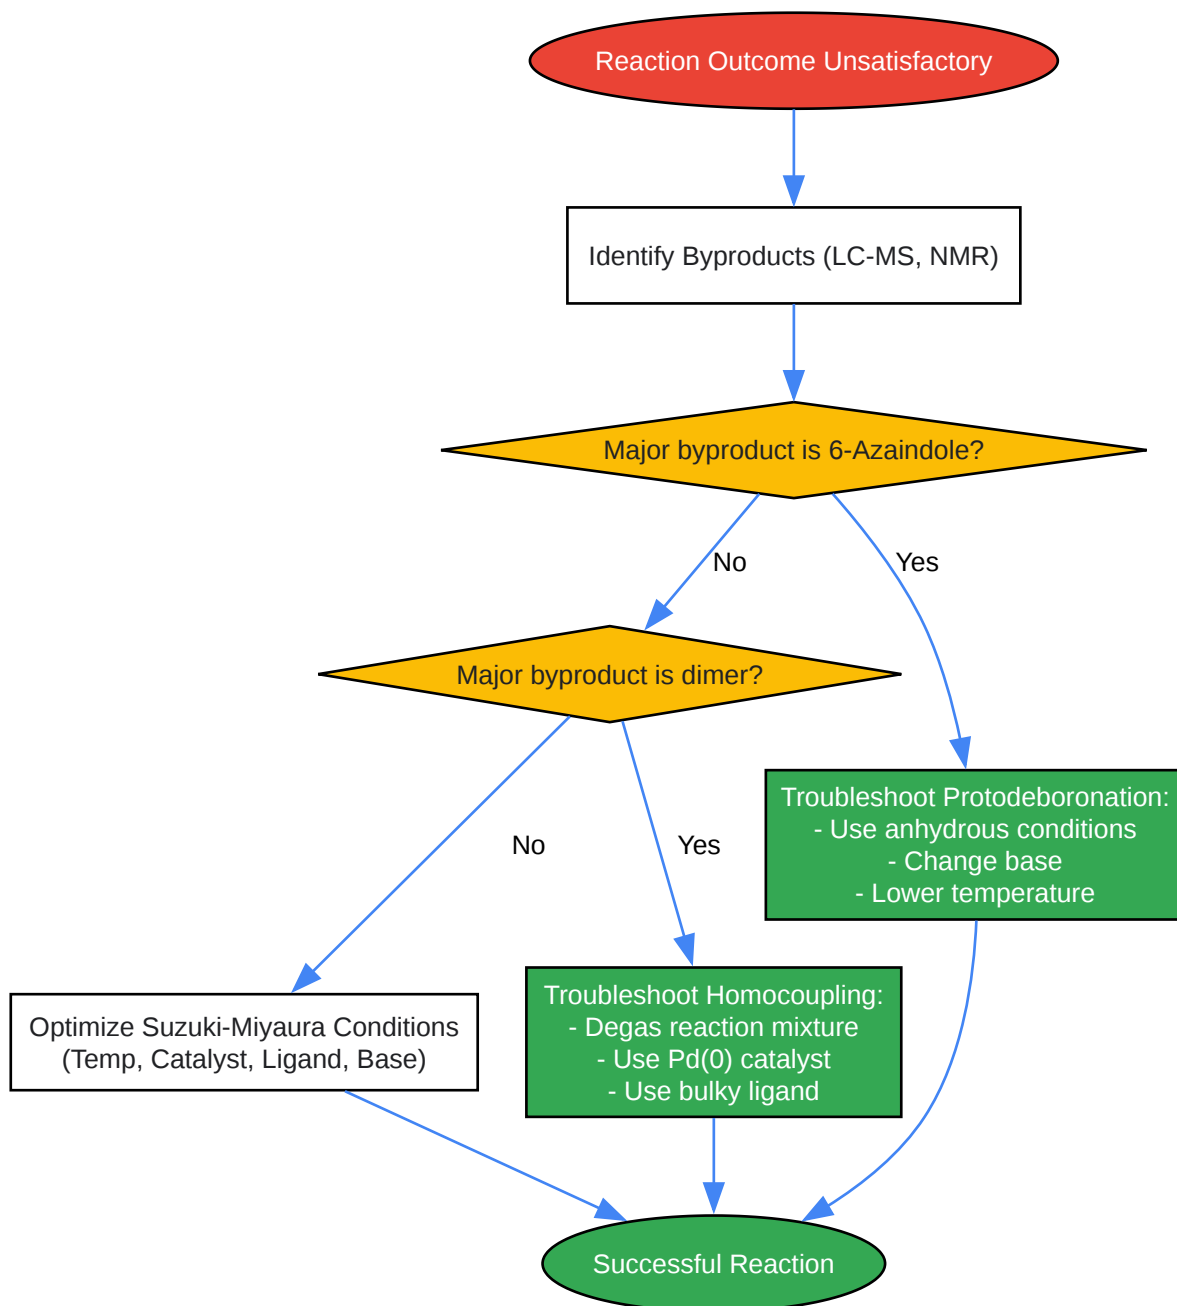 Reaction Outcome Unsatisfactory
Identify Byproducts (LC-MS, NMR)
Major byproduct is 6-Azaindole?
No
Yes
Major byproduct is dimer?
No
Yes
Troubleshoot Protodeboronation:
- Use anhydrous conditions
- Change base
- Lower temperature
Optimize Suzuki-Miyaura Conditions
(Temp, Catalyst, Ligand, Base)
Troubleshoot Homocoupling:
- Degas reaction mixture
- Use Pd(0) catalyst
- Use bulky ligand
Successful Reaction